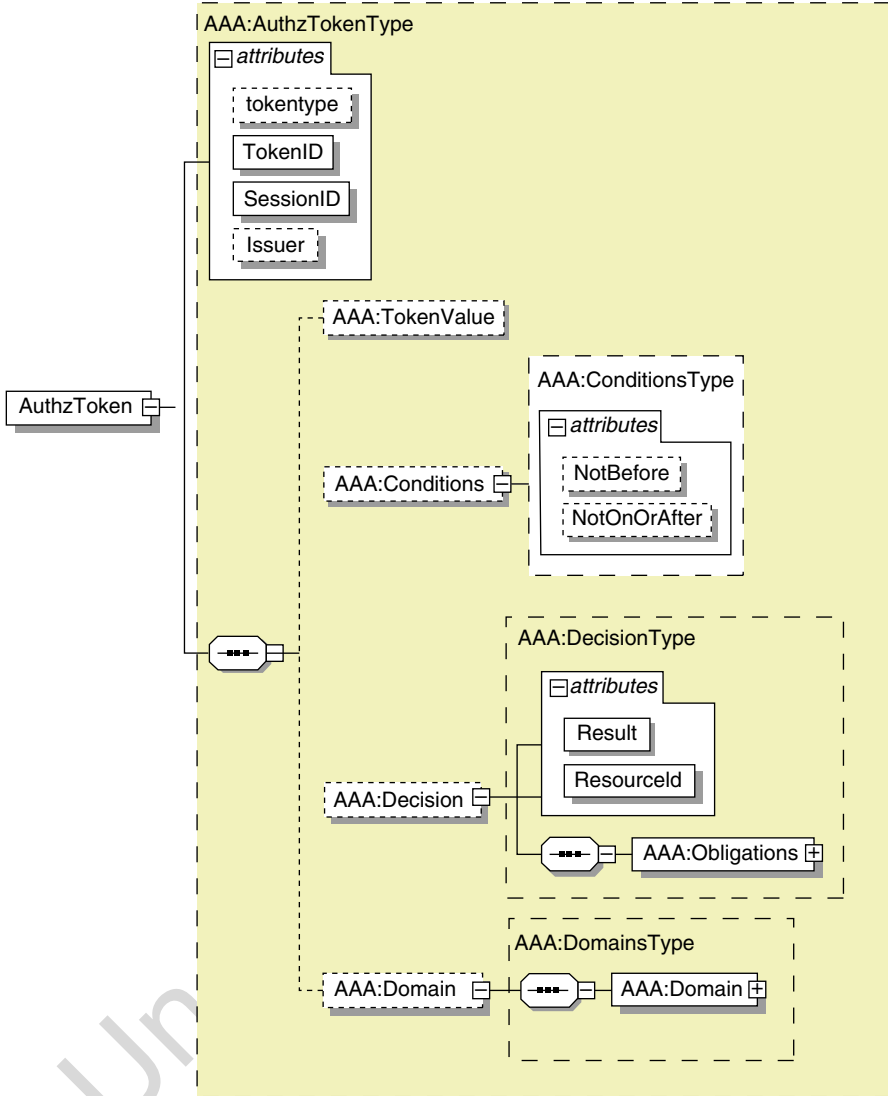 AAA:AuthzTokenType
attributes
tokentype
TokenID
SessionID
Issuer
AAA:TokenValue
AuthzToken
AAA:ConditionsType
attributes
AAA:Conditions
NotBefore
NotOnOrAfter
AAA:DecisionType
attributes
Result
ResourceId
AAA:Decision
AAA:Obligations
AAA:DomainsType
AAA:Domain
AAA:Domain
Un